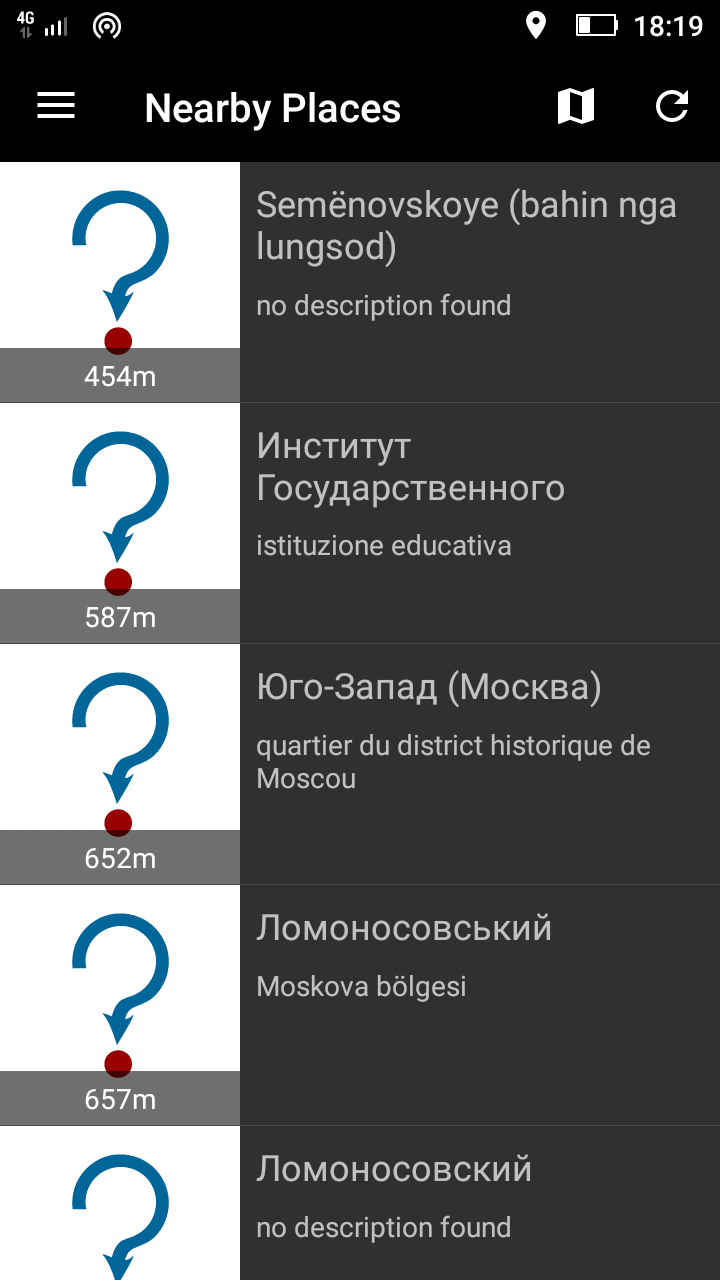 4G 18:19
Nearby Places
Semënovskoye (bahin nga
lungsod)
no description found
454m
Институт
Государственного
istituzione educativa
587m
Юго-Запад (Москва)
quartier du district historique de
Moscou
652m
Ломоносовський
Moskova bölgesi
657m
Ломоносовский
no description found